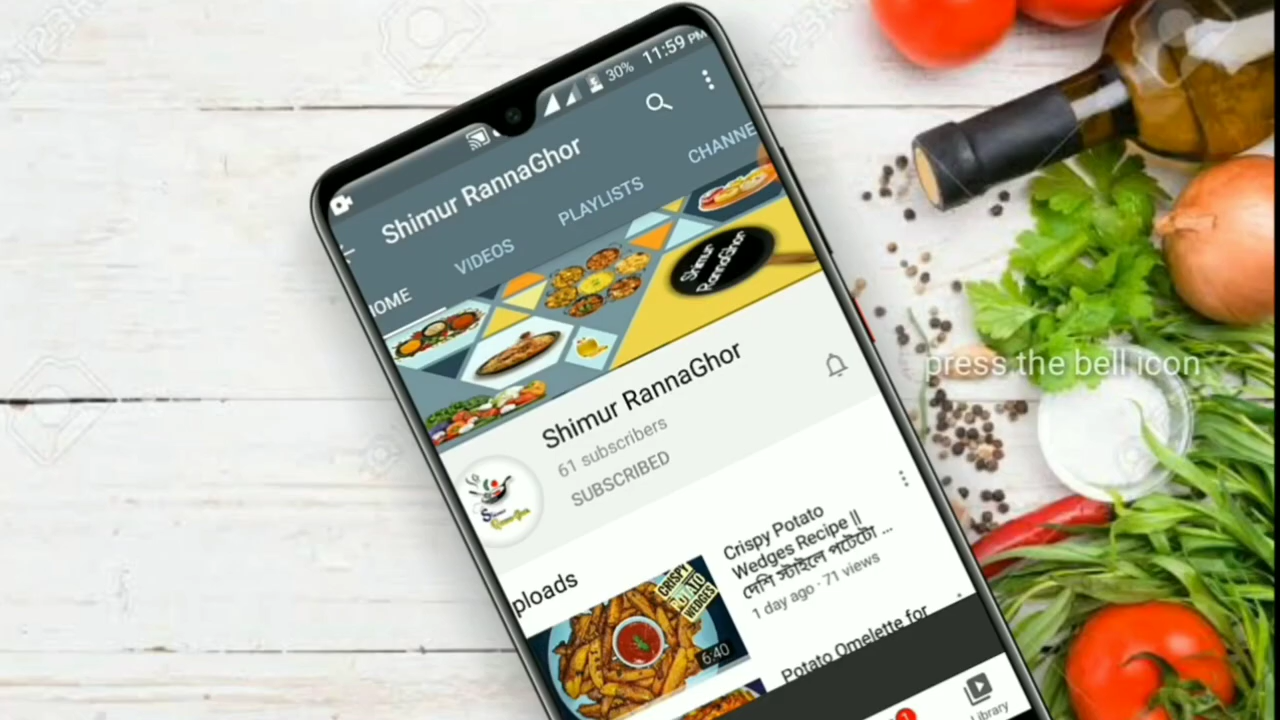 11:59 PM
30%
Shimur RannaGhor
HOME
VIDEOS
PLAYLISTS
CHANNE
Shimur
RannaGhor
Shimur RannaGhor
61 subscribers
SUBSCRIBED
press the bell icon
ploads
Crispy Potato
Wedges Recipe ||
দেশি স্টাইলে পটেটো ...
1 day ago · 71 views
CRISPY
POTATO
WEDGES
6:40
Potato Omelette for
1
Library